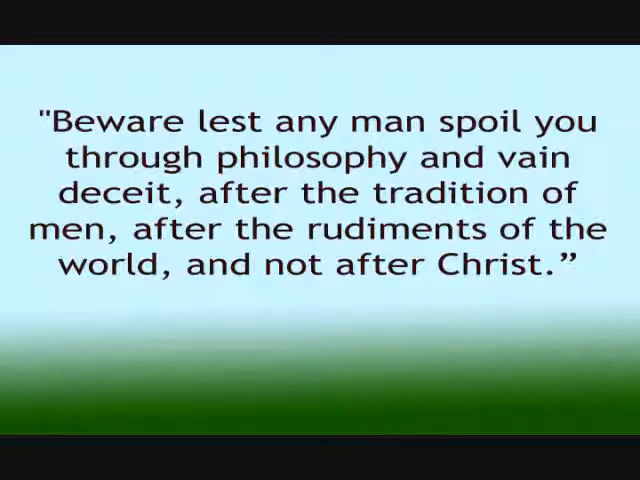 "Beware lest any man spoil you
through philosophy and vain
deceit, after the tradition of
men, after the rudiments of the
world, and not after Christ.”